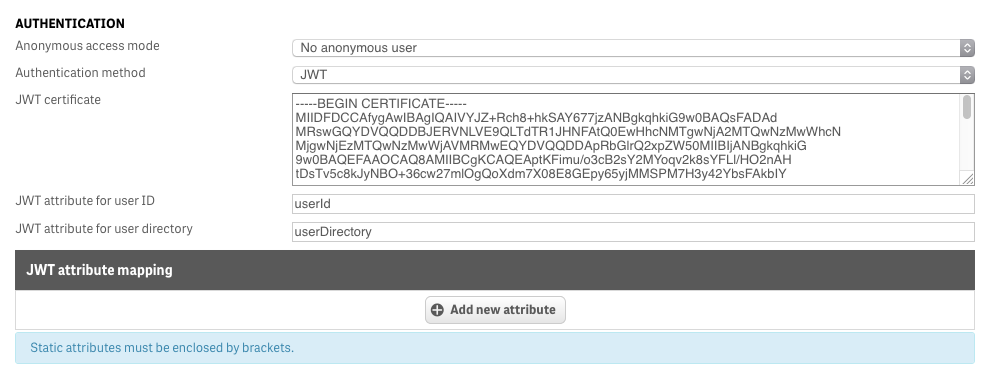 AUTHENTICATION
Anonymous access mode
No anonymous user
Authentication method
JWT
JWT certificate
-----BEGIN CERTIFICATE-----
MIIDFDCCAfygAwIBAgIQAIVYJZ+Rch8+hkSAY677jzANBgkqhkiG9w0BAQsFADAd
MRswGQYDVQQDDBJERVNLVE9QLTdTR1JHNFAtQ0EwHhcNMTgwNjA2MTQwNzMwWhcN
MjgwNjEzMTQwNzMwWjAVMRMwEQYDVQQDDApRbGlrQ2xpZW50MIIBIjANBgkqhkiG
9w0BAQEFAAOCAQ8AMIIBCgKCAQEAptKFimu/o3cB2sY2MYoqv2k8sYFLl/HO2nAH
tDsTv5c8kJyNBO+36cw27mlOgQoXdm7X08E8GEpy65yjMMSPM7H3y42YbsFAkbIY
JWT attribute for user ID
userId
JWT attribute for user directory
userDirectory
JWT attribute mapping
Add new attribute
Static attributes must be enclosed by brackets.